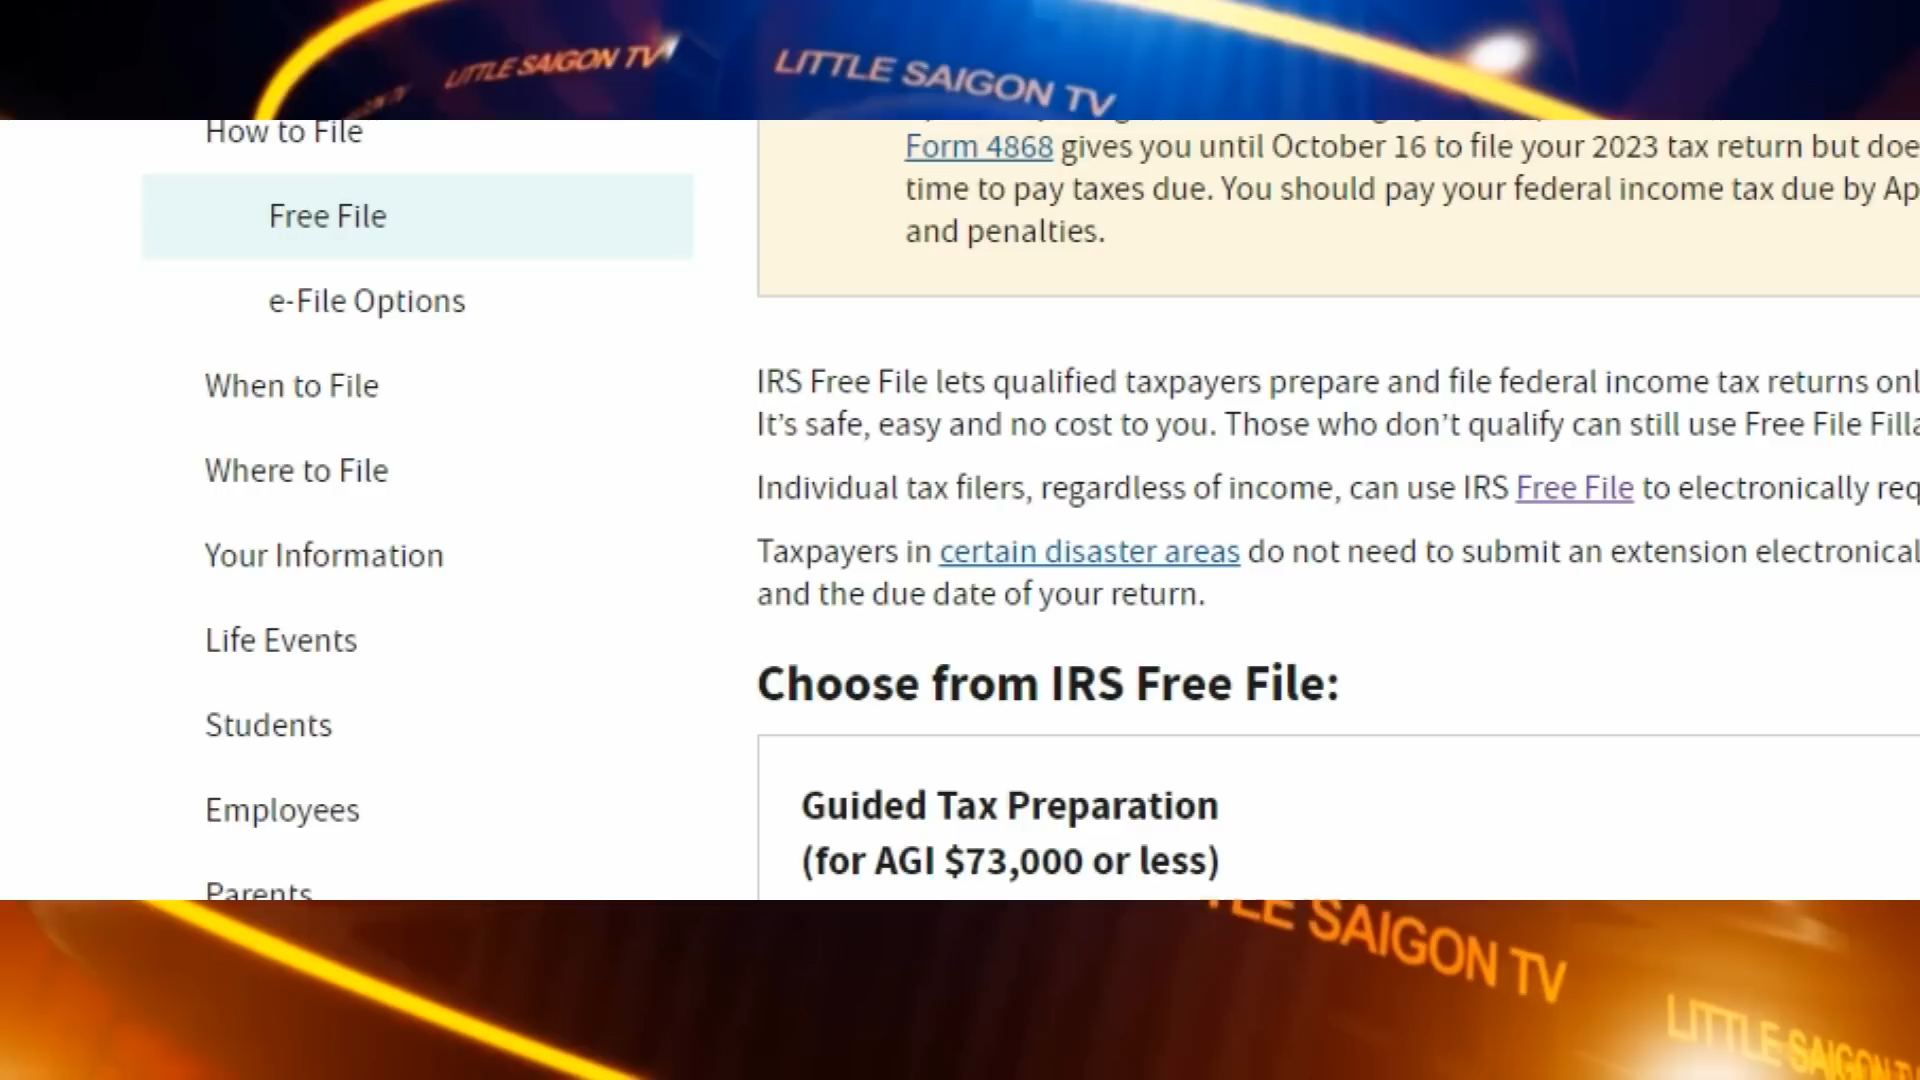 LITTLE SAIGON TV
LITTLE SAIGON TV
How to File
Free File
e-File Options
When to File
Where to File
Your Information
Life Events
Students
Employees
Parents
Form 4868 gives you until October 16 to file your 2023 tax return but doe
time to pay taxes due. You should pay your federal income tax due by Ap
and penalties.
IRS Free File lets qualified taxpayers prepare and file federal income tax returns onl
It’s safe, easy and no cost to you. Those who don’t qualify can still use Free File Filla
Individual tax filers, regardless of income, can use IRS Free File to electronically req
Taxpayers in certain disaster areas do not need to submit an extension electronical
and the due date of your return.
Choose from IRS Free File:
Guided Tax Preparation
(for AGI $73,000 or less)
TLE SAIGON TV
LITTLE SAIGON TV